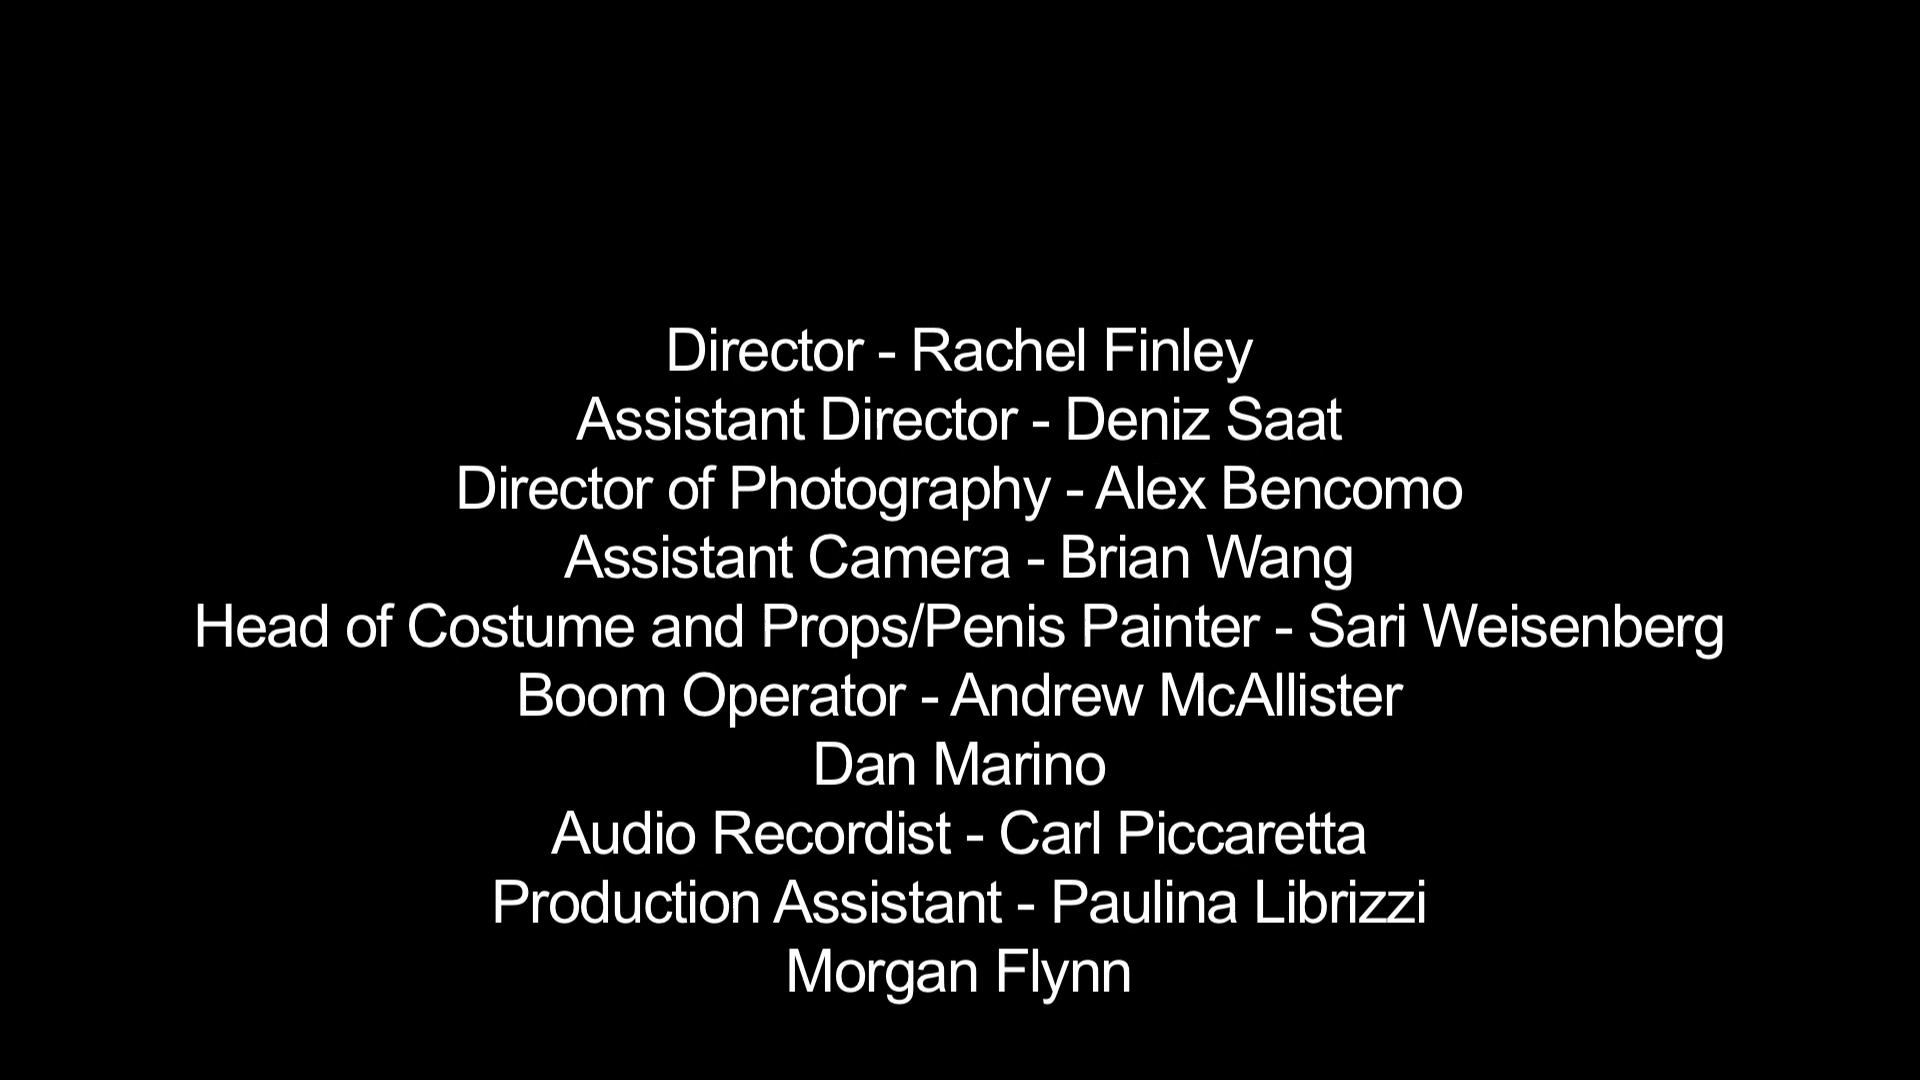 Director - Rachel Finley
Assistant Director - Deniz Saat
Director of Photography - Alex Bencomo
Assistant Camera - Brian Wang
Head of Costume and Props/Penis Painter - Sari Weisenberg
Boom Operator - Andrew McAllister
Dan Marino
Audio Recordist - Carl Piccaretta
Production Assistant - Paulina Librizzi
Morgan Flynn